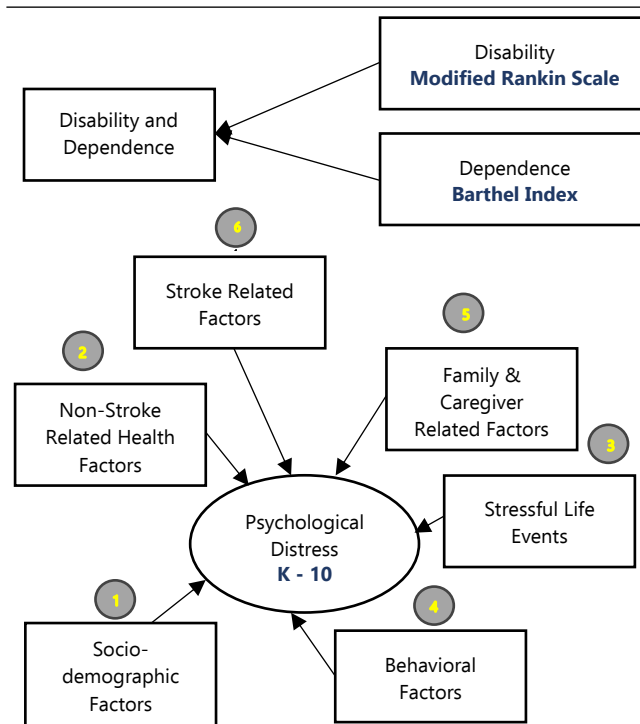 Disability
Modified Rankin Scale
Disability and
Dependence
Dependence
Barthel Index
6
Stroke Related
Factors
5
2
Family &
Caregiver
Related Factors
Non-Stroke
Related Health
Factors
3
Stressful Life
Events
Psychological
Distress
K - 10
1
4
Socio-
demographic
Factors
Behavioral
Factors